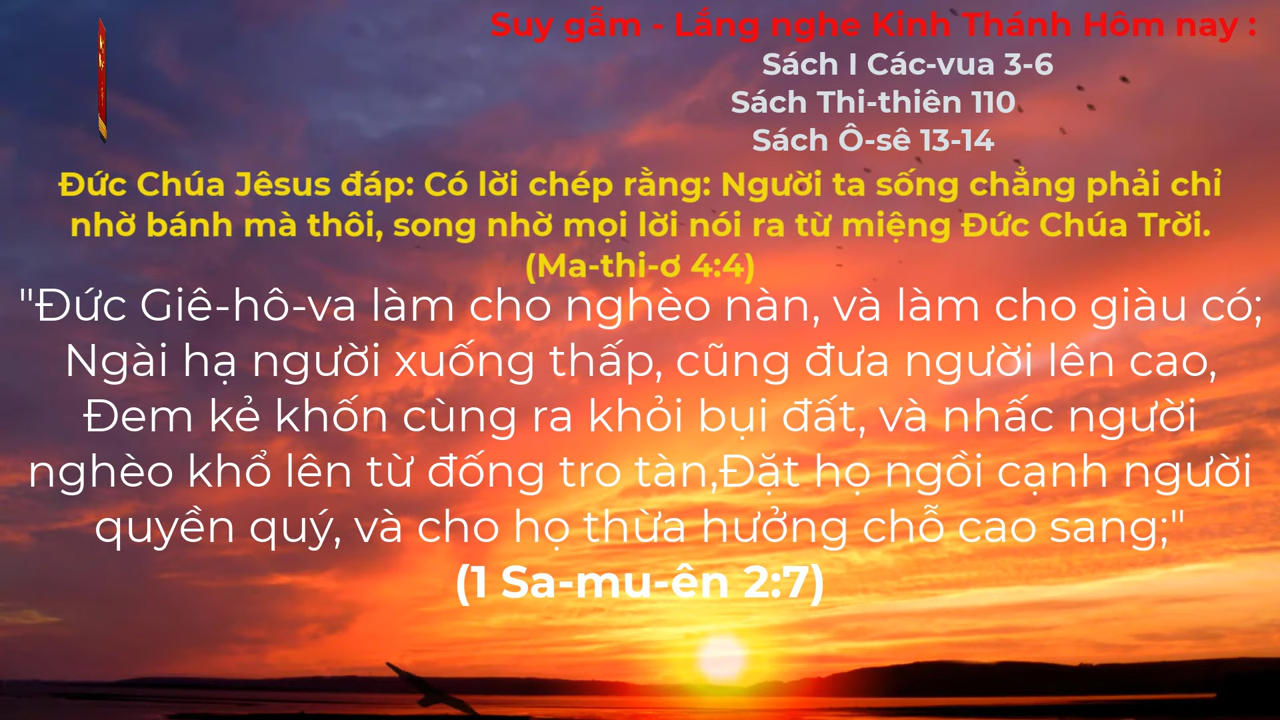 Suy gẫm - Lắng nghe Kinh Thánh Hôm nay :
Sách I Các-vua 3-6
Sách Thi-thiên 110
Sách Ô-sê 13-14
Đức Chúa Jêsus đáp: Có lời chép rằng: Người ta sống chẳng phải chỉ
nhờ bánh mà thôi, song nhờ mọi lời nói ra từ miệng Đức Chúa Trời.
(Ma-thi-ơ 4:4)
"Đức Giê-hô-va làm cho nghèo nàn, và làm cho giàu có;
Ngài hạ người xuống thấp, cũng đưa người lên cao,
Đem kẻ khốn cùng ra khỏi bụi đất, và nhấc người
nghèo khổ lên từ đống tro tàn,Đặt họ ngồi cạnh người
quyền quý, và cho họ thừa hưởng chỗ cao sang;"
(1 Sa-mu-ên 2:7)